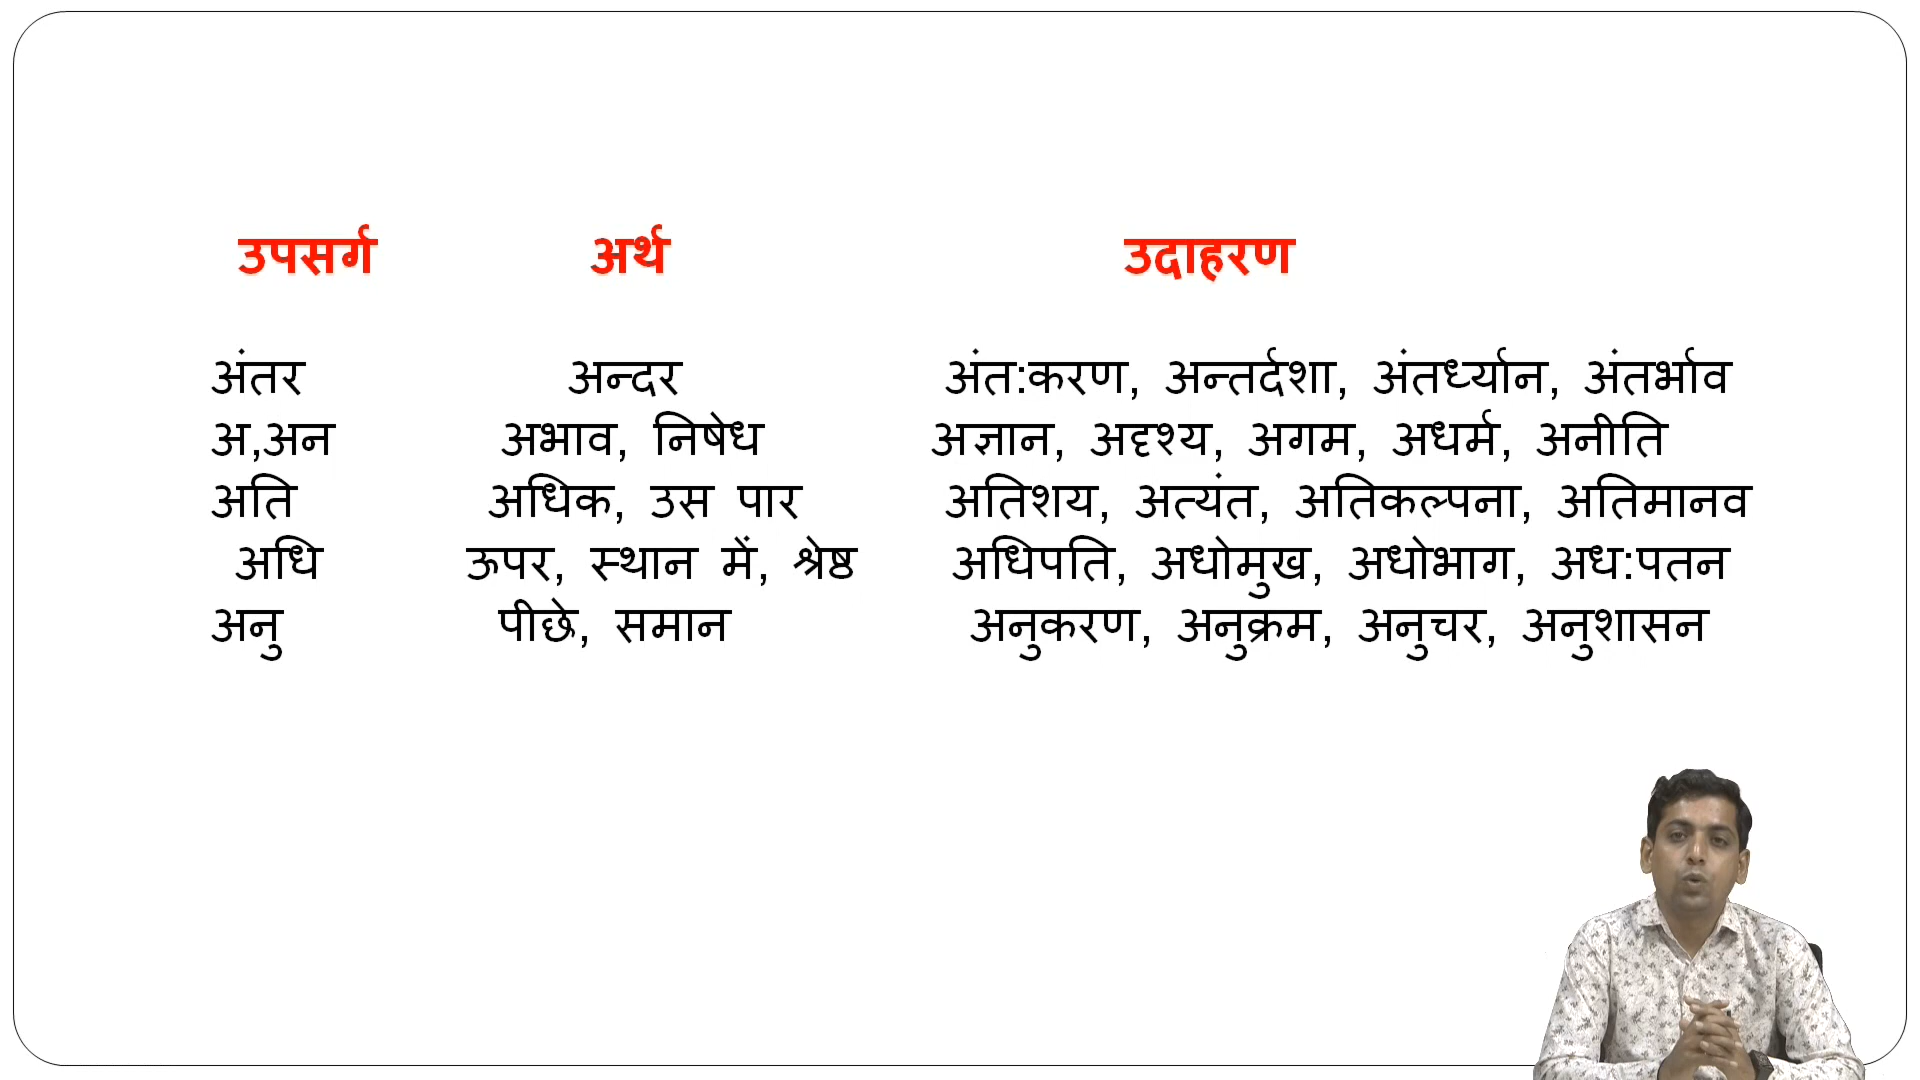 उपसर्ग अर्थ उदाहरण
अंतर अन्दर अंत:करण, अन्तर्दशा, अंतर्ध्यान, अंतर्भाव
अ,अन अभाव, निषेध अज्ञान, अदृश्य, अगम, अधर्म, अनीति
अति अधिक, उस पार अतिशय, अत्यंत, अतिकल्पना, अतिमानव
अधि ऊपर, स्थान में, श्रेष्ठ अधिपति, अधोमुख, अधोभाग, अध:पतन
अनु पीछे, समान अनुकरण, अनुक्रम, अनुचर, अनुशासन